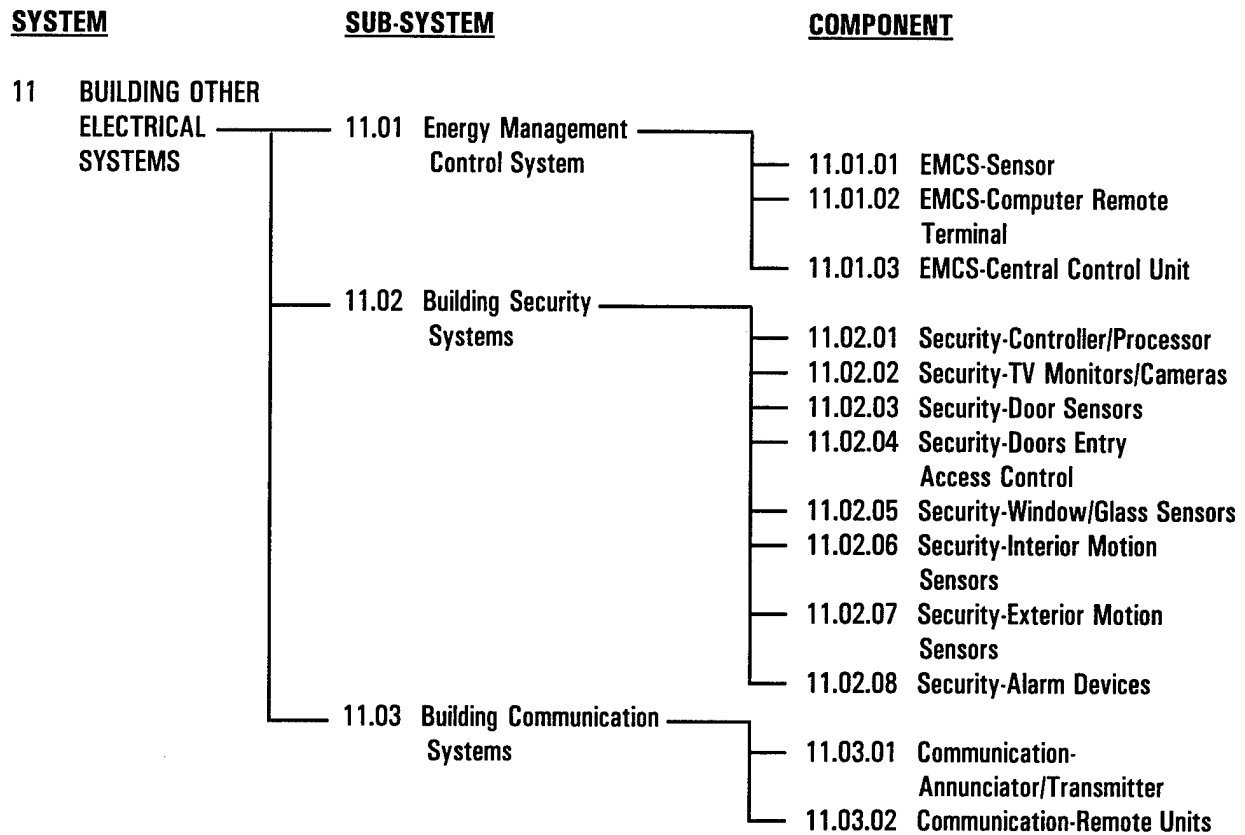 SYSTEM SUB-SYSTEM COMPONENT
11 BUILDING OTHER
ELECTRICAL 11.01 Energy Management
SYSTEMS Control System
11.01.01 EMCS-Sensor
11.01.02 EMCS-Computer Remote
Terminal
11.01.03 EMCS-Central Control Unit
11.02 Building Security
Systems
11.02.01 Security-Controller/Processor
11.02.02 Security-TV Monitors/Cameras
11.02.03 Security-Door Sensors
11.02.04 Security-Doors Entry
Access Control
11.02.05 Security-Window/Glass Sensors
11.02.06 Security-Interior Motion
Sensors
11.02.07 Security-Exterior Motion
Sensors
11.02.08 Security-Alarm Devices
11.03 Building Communication
Systems
11.03.01 Communication-
Annunciator/Transmitter
11.03.02 Communication-Remote Units